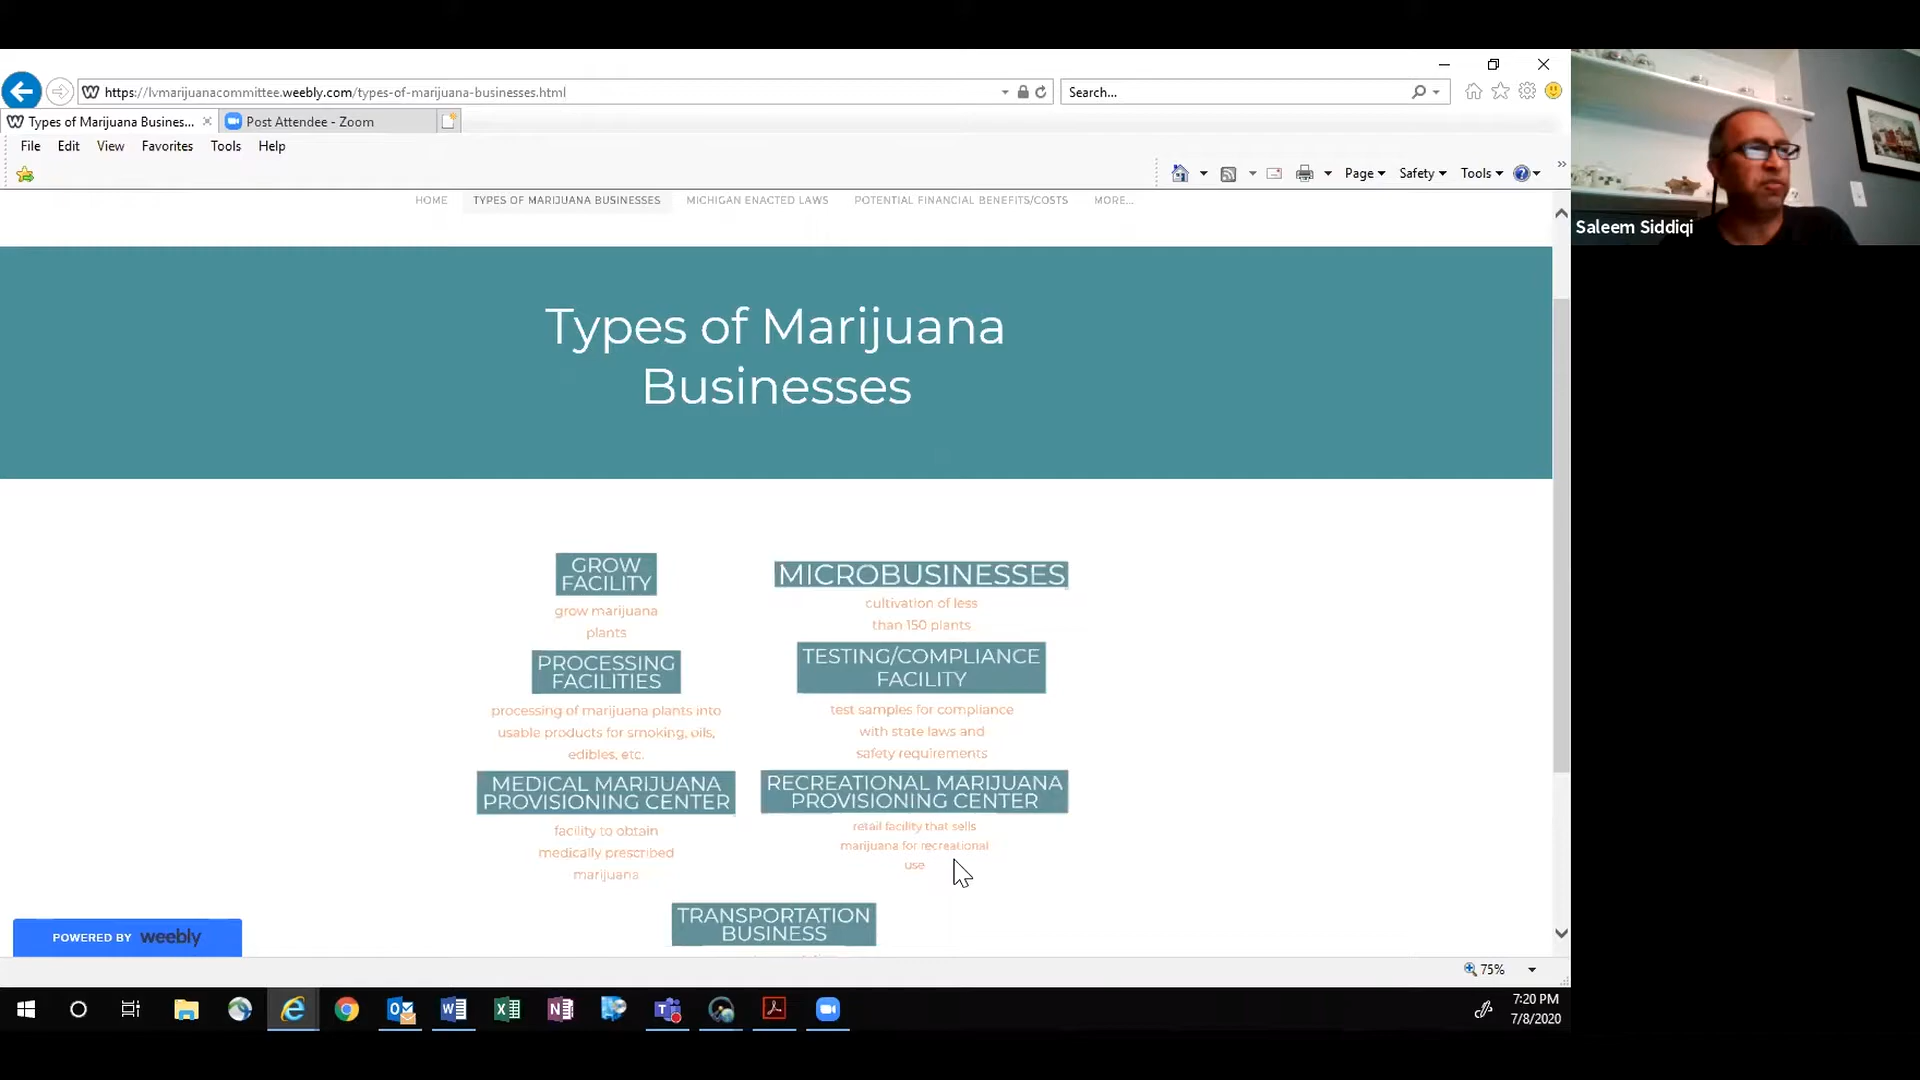 https://lvmarijuanacommittee.weebly.com/types-of-marijuana-businesses.html
Search...
Types of Marijuana Busines...
Post Attendee - Zoom
File Edit View Favorites Tools Help
Page Safety Tools
Saleem Siddiqi
HOME TYPES OF MARIJUANA BUSINESSES MICHIGAN ENACTED LAWS POTENTIAL FINANCIAL BENEFITS/COSTS MORE...
Types of Marijuana
Businesses
GROW
FACILITY
grow marijuana
plants
MICROBUSINESSES
cultivation of less
than 150 plants
PROCESSING
FACILITIES
processing of marijuana plants into
usable products for smoking, oils,
edibles, etc.
TESTING/COMPLIANCE
FACILITY
test samples for compliance
with state laws and
safety requirements
MEDICAL MARIJUANA
PROVISIONING CENTER
facility to obtain
medically prescribed
marijuana
RECREATIONAL MARIJUANA
PROVISIONING CENTER
retail facility that sells
marijuana for recreational
use
TRANSPORTATION
BUSINESS
POWERED BY weebly
75%
7:20 PM
7/8/2020